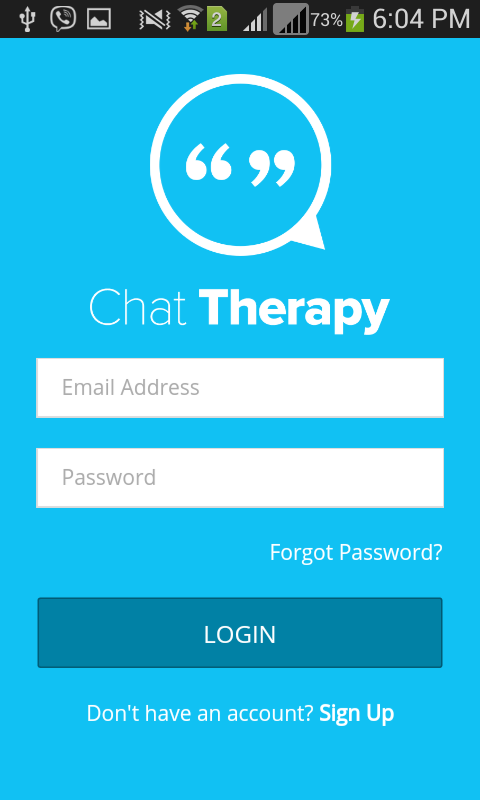 2 73% 6:04 PM
“ ”
Chat Therapy
Email Address
Password
Forgot Password?
LOGIN
Don't have an account? Sign Up